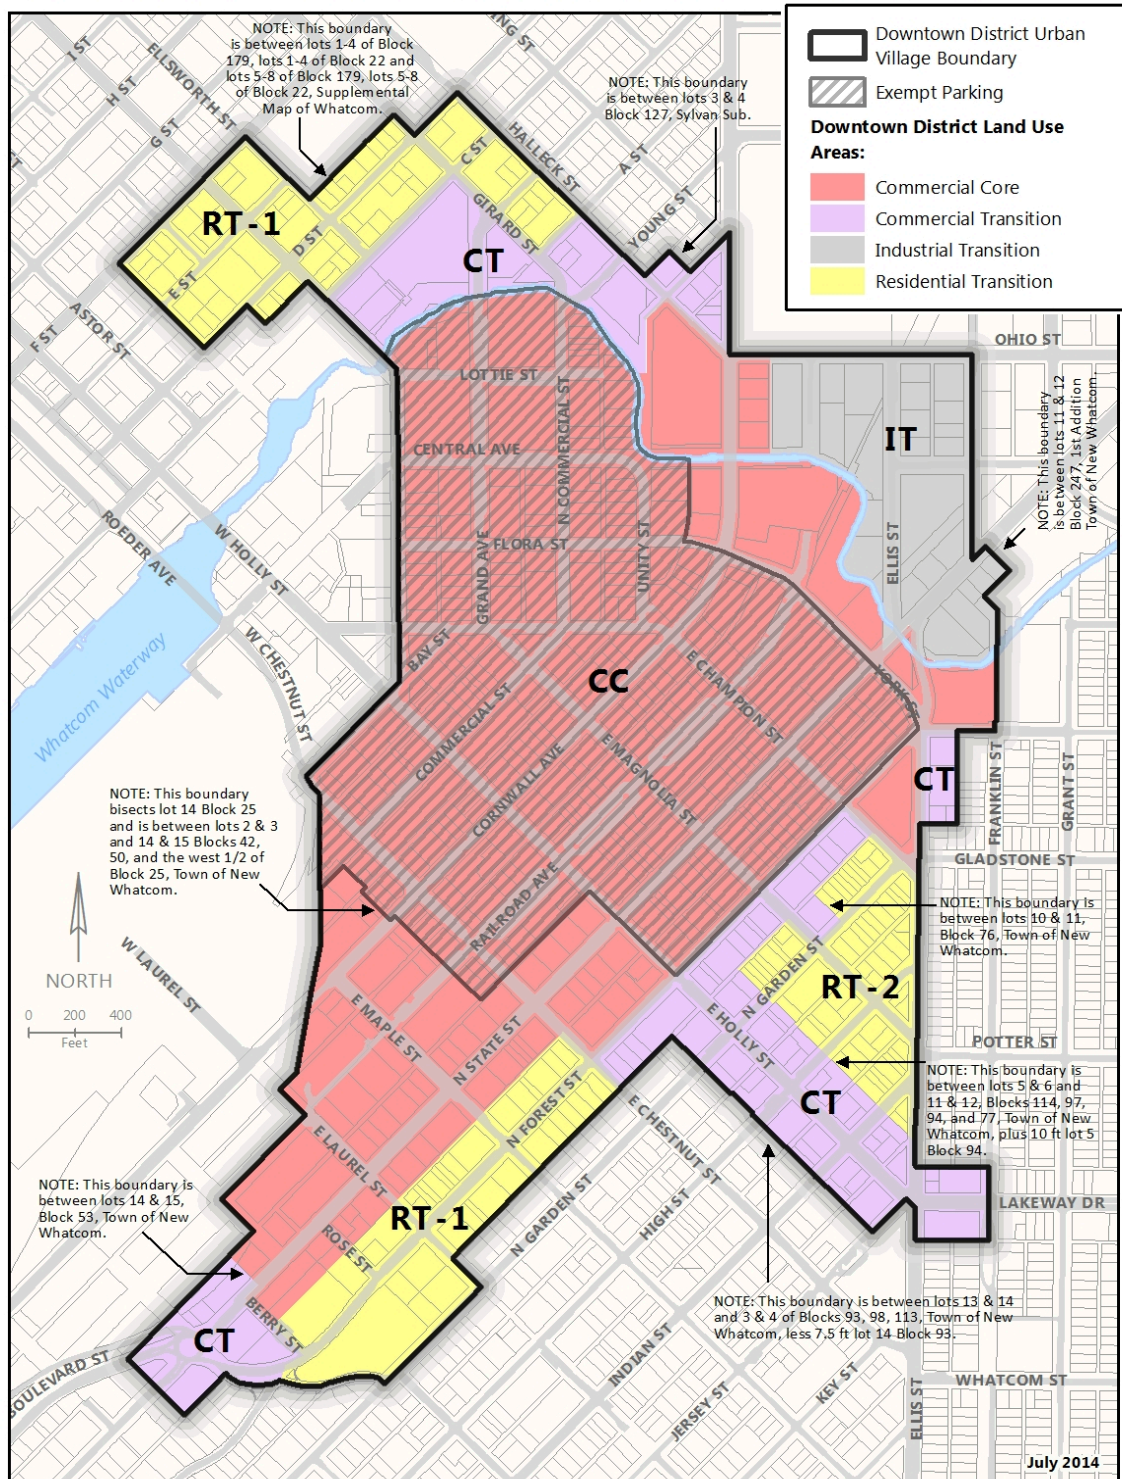 Downtown District Urban
Village Boundary
Exempt Parking
Downtown District Land Use
Areas:
Commercial Core
Commercial Transition
Industrial Transition
Residential Transition
NOTE: This boundary
is between lots 1-4 of Block
179, lots 1-4 of Block 22 and
lots 5-8 of Block 179, lots 5-8
of Block 22, Supplemental
Map of Whatcom.
NOTE: This boundary
is between lots 3 & 4
Block 127, Sylvan Sub.
I ST
H ST
G ST
ELLSWORTH ST
HALLECK ST
C ST
A ST
YOUNG ST
GIRARD ST
RT-1
D ST
E ST
CT
ASTOR ST
F ST
OHIO ST
LOTTIE ST
N COMMERCIAL ST
CENTRAL AVE
IT
NOTE: This boundary
is between lots 11 & 12
Block 247, 1st Addition
Town of New Whatcom.
ROEDER AVE
W HOLLY ST
FLORA ST
GRAND AVE
UNITY ST
ELLIS ST
Whatcom Waterway
W CHESTNUT ST
BAY ST
CC
E CHAMPION ST
YORK ST
COMMERCIAL ST
CORNWALL AVE
E MAGNOLIA ST
CT
FRANKLIN ST
GRANT ST
NOTE: This boundary
bisects lot 14 Block 25
and is between lots 2 & 3
and 14 & 15 Blocks 42,
50, and the west 1/2 of
Block 25, Town of New
Whatcom.
GLADSTONE ST
RAILROAD AVE
NOTE: This boundary is
between lots 10 & 11,
Block 76, Town of New
Whatcom.
NORTH
0 200 400
Feet
W LAUREL ST
N GARDEN ST
RT-2
E MAPLE ST
N STATE ST
E HOLLY ST
POTTER ST
NOTE: This boundary is
between lots 5 & 6 and
11 & 12, Blocks 114, 97,
94, and 77, Town of New
Whatcom, plus 10 ft lot 5
Block 94.
CT
N FOREST ST
E CHESTNUT ST
E LAUREL ST
NOTE: This boundary is
between lots 14 & 15,
Block 53, Town of New
Whatcom.
RT-1
ROSE ST
N GARDEN ST
HIGH ST
LAKEWAY DR
NOTE: This boundary is between lots 13 & 14
and 3 & 4 of Blocks 93, 98, 113, Town of New
Whatcom, less 7.5 ft lot 14 Block 93.
CT
BERRY ST
BOULEVARD ST
INDIAN ST
JERSEY ST
KEY ST
ELLIS ST
WHATCOM ST
July 2014